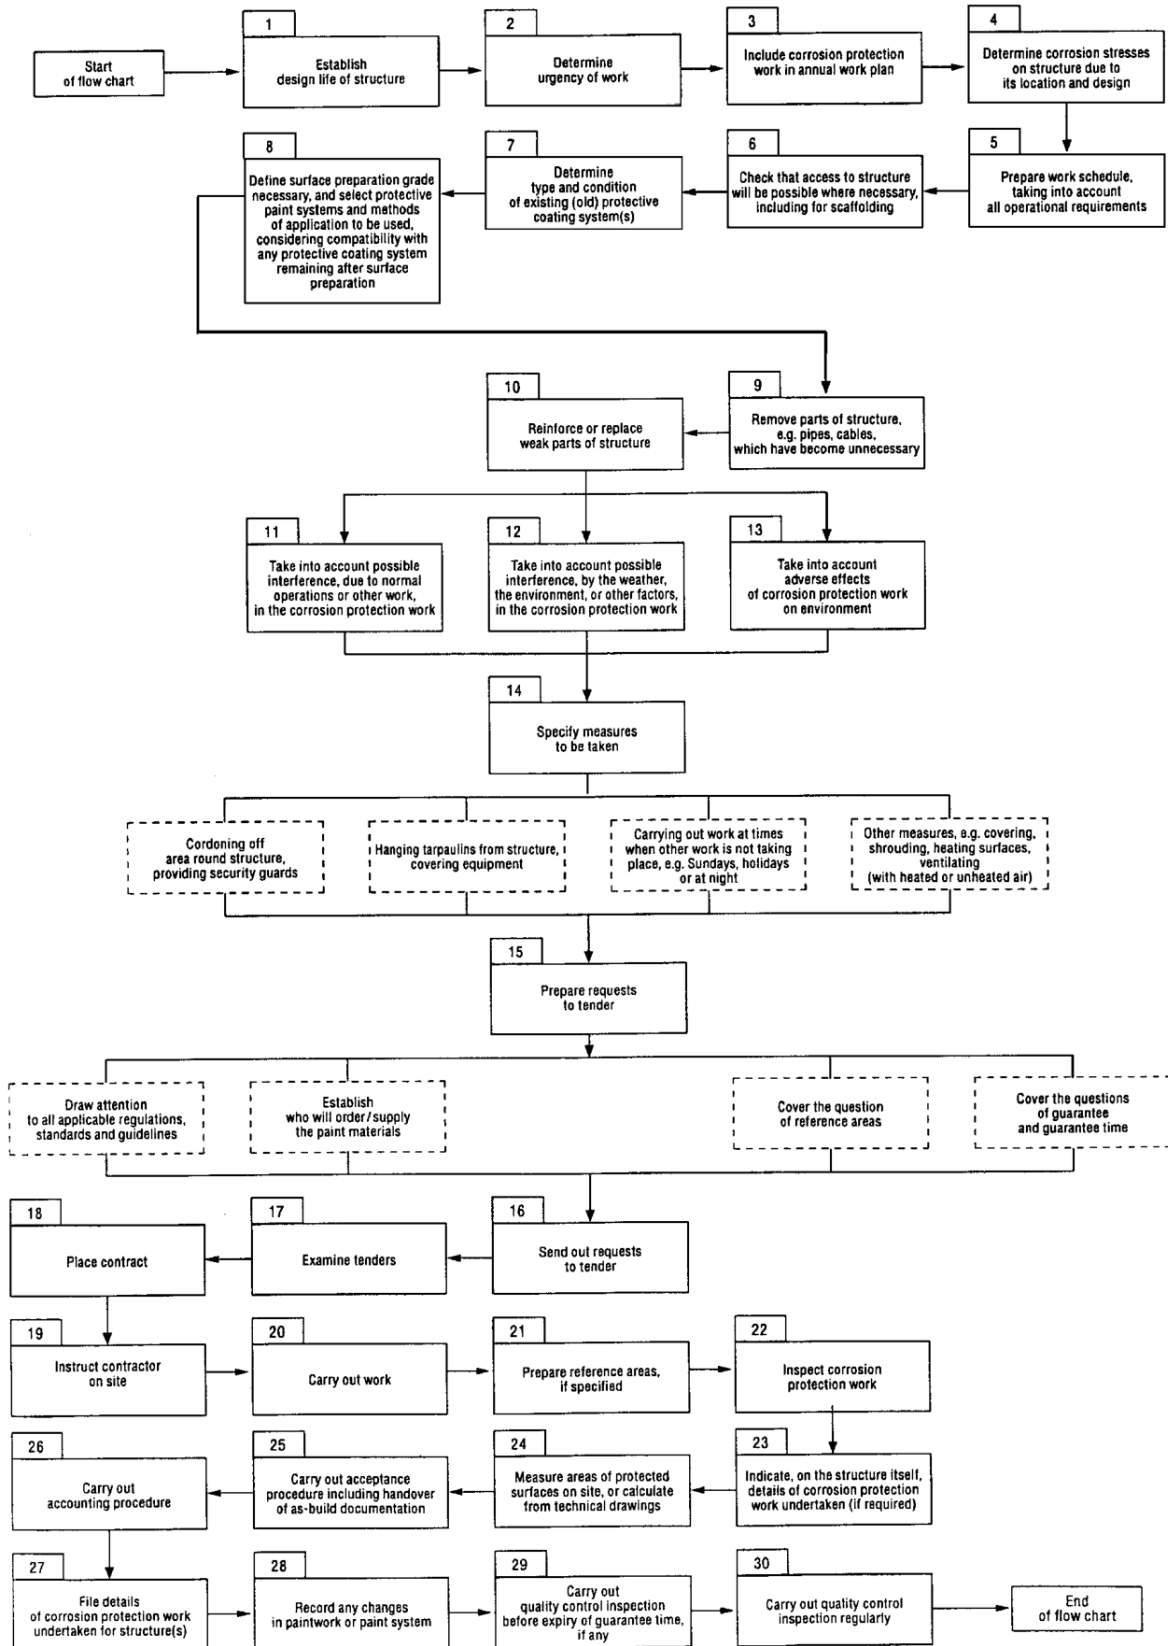 Start
of flow chart
1
Establish
design life of structure
2
Determine
urgency of work
3
Include corrosion protection
work in annual work plan
4
Determine corrosion stresses
on structure due to
its location and design
5
Prepare work schedule,
taking into account
all operational requirements
6
Check that access to structure
will be possible where necessary,
including for scaffolding
7
Determine
type and condition
of existing (old) protective
coating system(s)
8
Define surface preparation grade
necessary, and select protective
paint systems and methods
of application to be used,
considering compatibility with
any protective coating system
remaining after surface
preparation
9
Remove parts of structure,
e.g. pipes, cables,
which have become unnecessary
10
Reinforce or replace
weak parts of structure
11
Take into account possible
interference, due to normal
operations or other work,
in the corrosion protection work
12
Take into account possible
interference, by the weather,
the environment, or other factors,
in the corrosion protection work
13
Take into account
adverse effects
of corrosion protection work
on environment
14
Specify measures
to be taken
Cordoning off
area round structure,
providing security guards
Hanging tarpaulins from structure,
covering equipment
Carrying out work at times
when other work is not taking
place, e.g. Sundays, holidays
or at night
Other measures, e.g. covering,
shrouding, heating surfaces,
ventilating
(with heated or unheated air)
15
Prepare requests
to tender
Draw attention
to all applicable regulations,
standards and guidelines
Establish
who will order/supply
the paint materials
Cover the question
of reference areas
Cover the questions
of guarantee
and guarantee time
16
Send out requests
to tender
17
Examine tenders
18
Place contract
19
Instruct contractor
on site
20
Carry out work
21
Prepare reference areas,
if specified
22
Inspect corrosion
protection work
23
Indicate, on the structure itself,
details of corrosion protection
work undertaken (if required)
24
Measure areas of protected
surfaces on site, or calculate
from technical drawings
25
Carry out acceptance
procedure including handover
of as-build documentation
26
Carry out
accounting procedure
27
File details
of corrosion protection work
undertaken for structure(s)
28
Record any changes
in paintwork or paint system
29
Carry out
quality control inspection
before expiry of guarantee time,
if any
30
Carry out quality control
inspection regularly
End
of flow chart